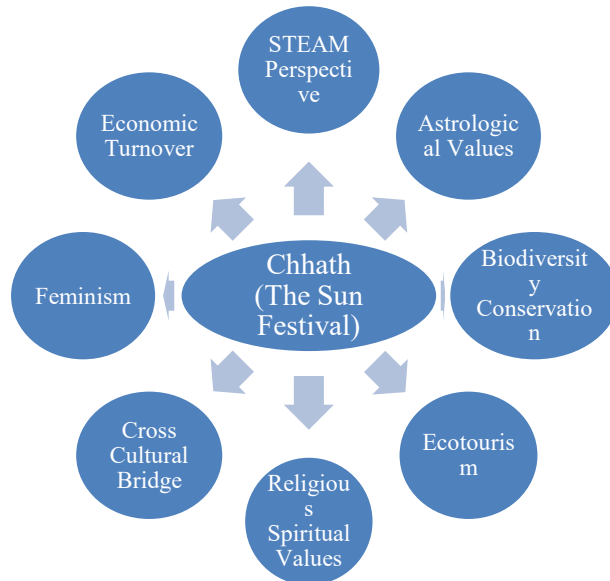 STEAM
Perspecti
ve
Astrologic
al Values
Biodiversit
y
Conservatio
n
Ecotouris
m
Religiou
s
Spiritual
Values
Cross
Cultural
Bridge
Feminism
Economic
Turnover
Chhath
(The Sun
Festival)